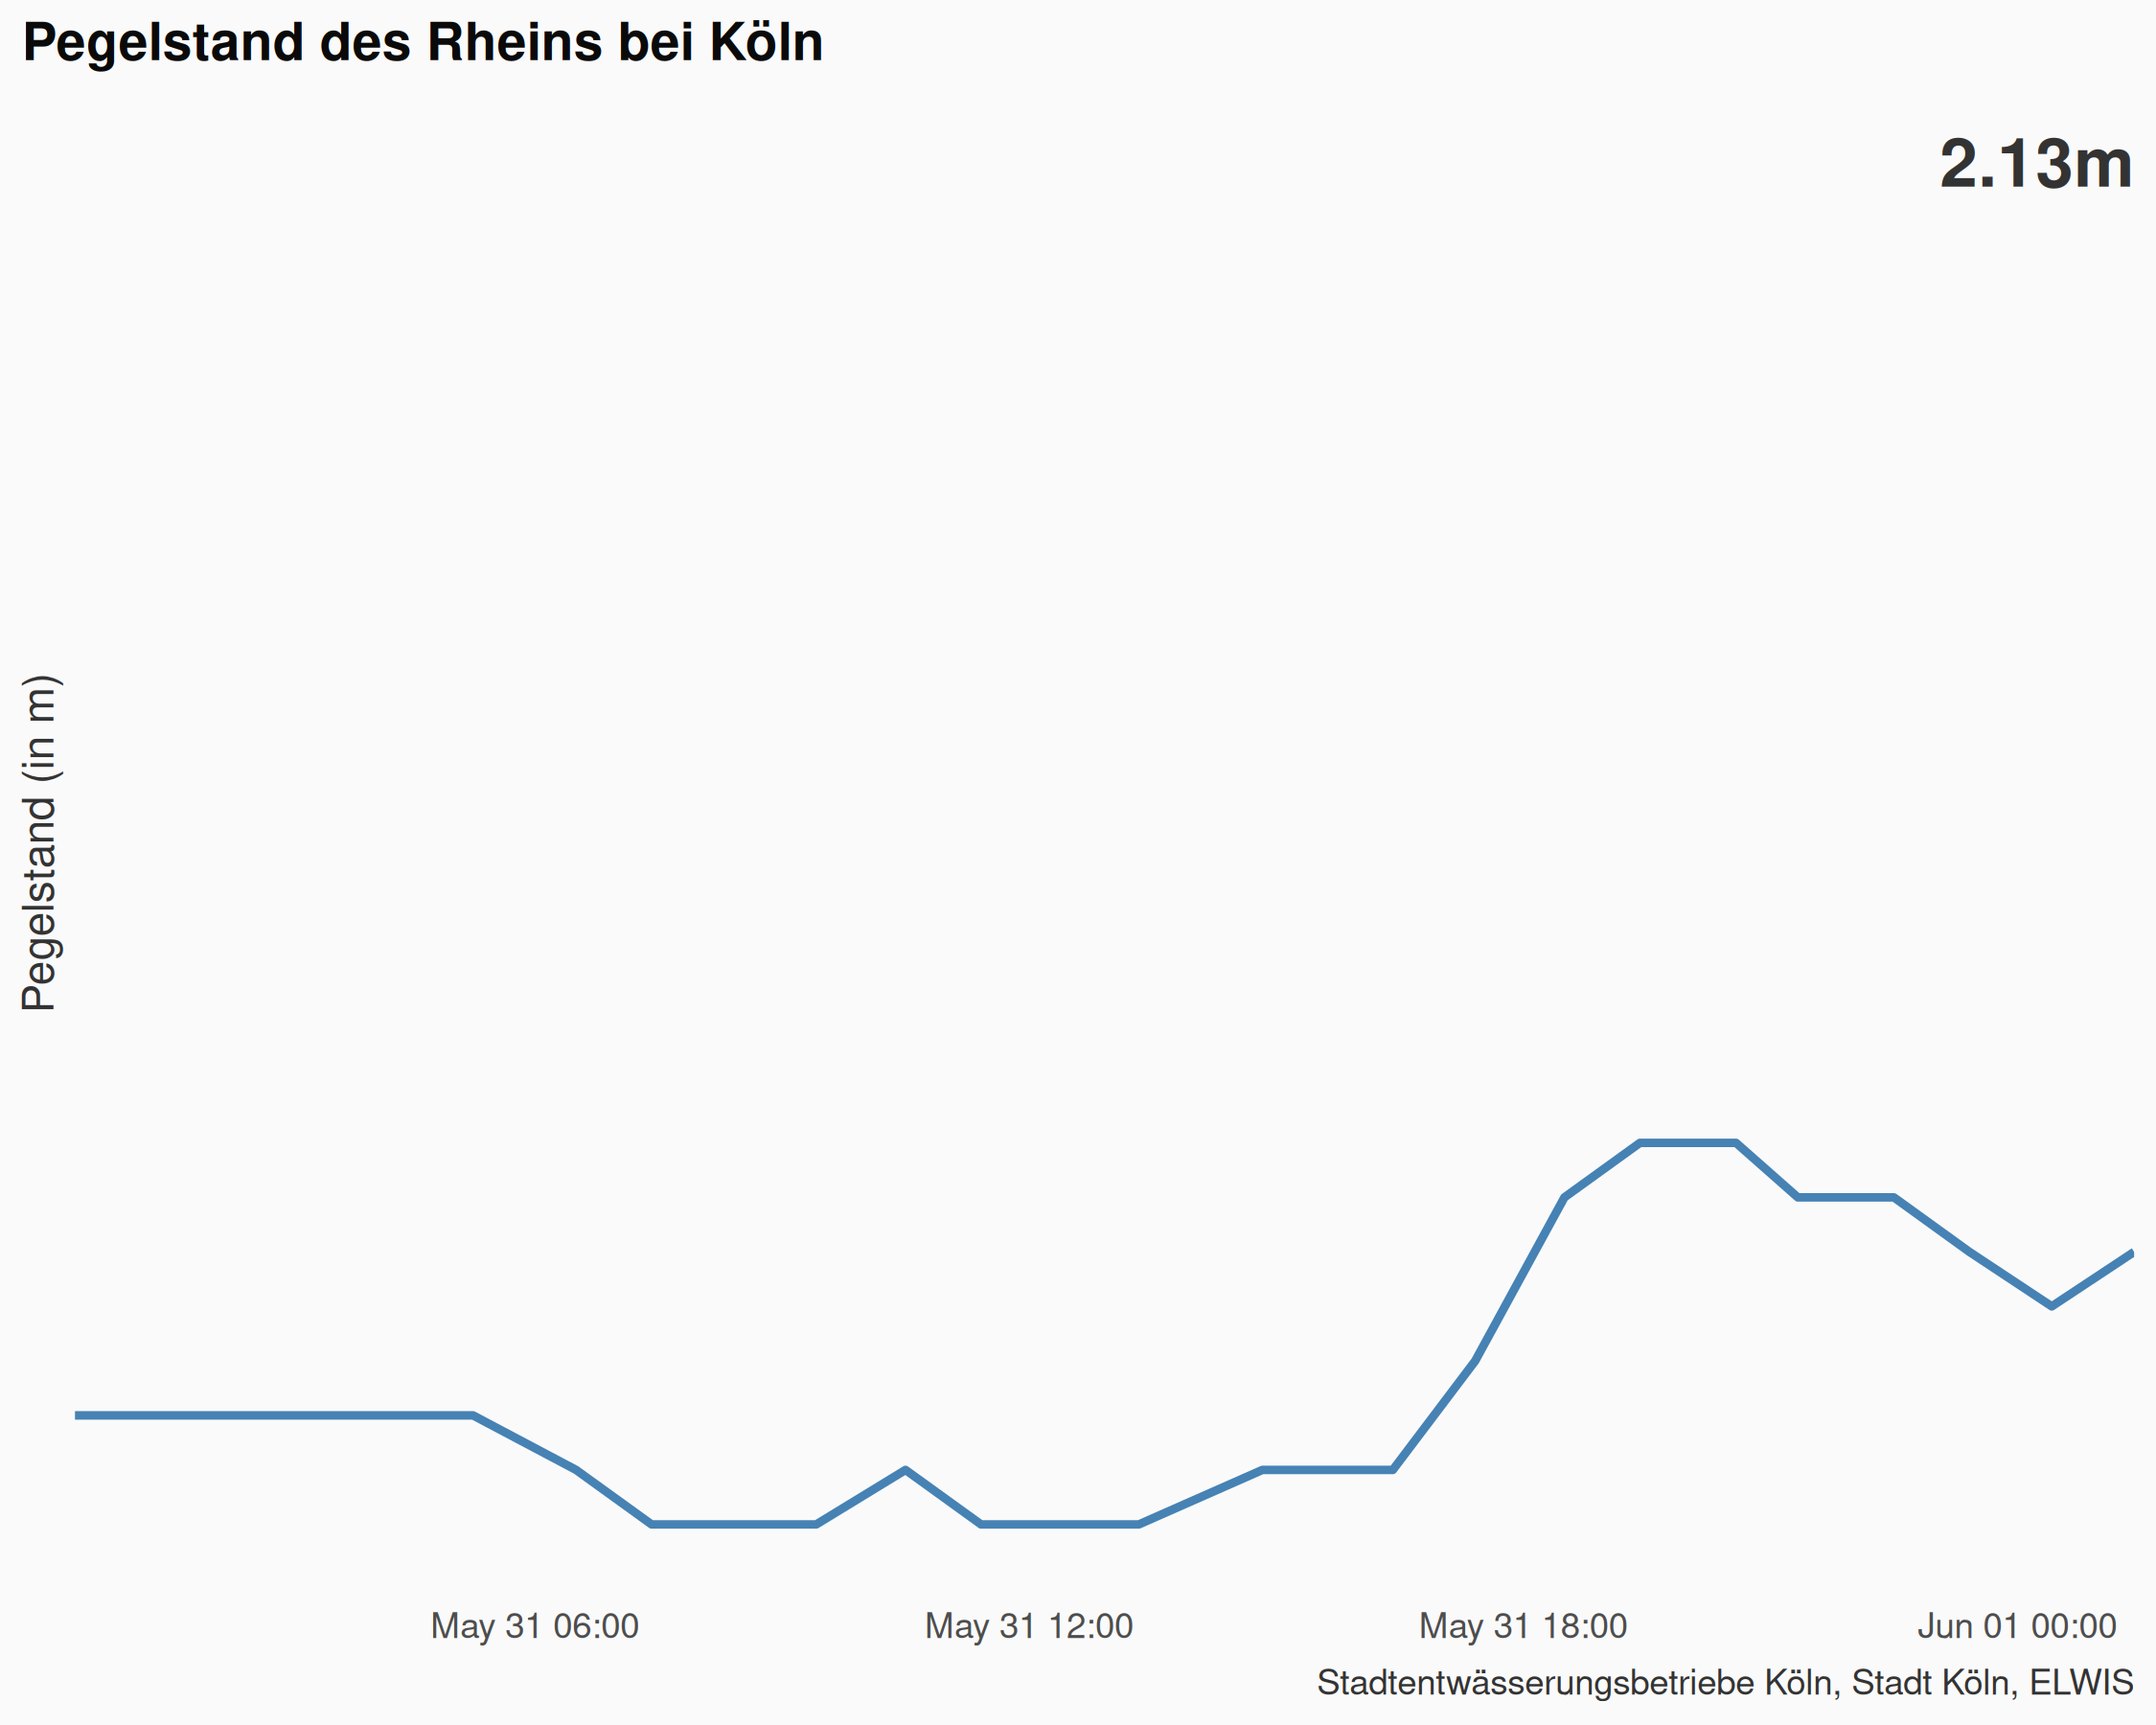 Pegelstand des Rheins bei Köln
2.13m
Pegelstand (in m)
May 31 06:00 May 31 12:00 May 31 18:00 Jun 01 00:00
Stadtentwässerungsbetriebe Köln, Stadt Köln, ELWIS